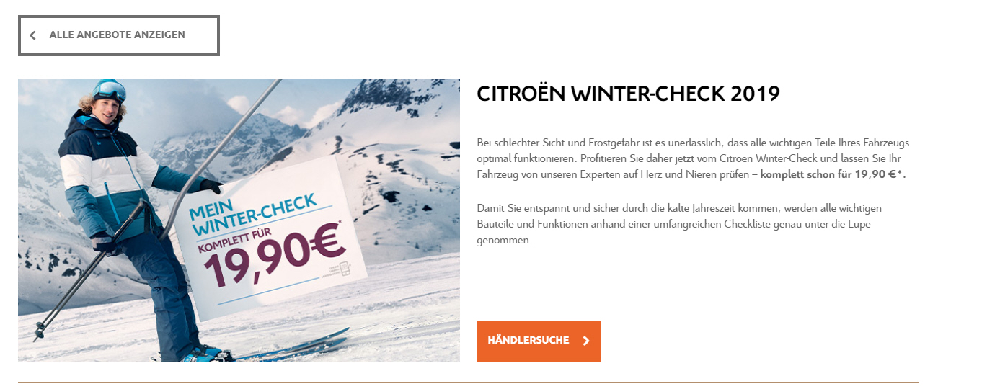 ALLE ANGEBOTE ANZEIGEN
CITROËN WINTER-CHECK 2019
Bei schlechter Sicht und Frostgefahr ist es unerlässlich, dass alle wichtigen Teile Ihres Fahrzeugs
optimal funktionieren. Profitieren Sie daher jetzt vom Citroën Winter-Check und lassen Sie Ihr
Fahrzeug von unseren Experten auf Herz und Nieren prüfen – komplett schon für 19,90 €*.
Damit Sie entspannt und sicher durch die kalte Jahreszeit kommen, werden alle wichtigen
Bauteile und Funktionen anhand einer umfangreichen Checkliste genau unter die Lupe
genommen.
MEIN
WINTER-CHECK
KOMPLETT FÜR
19,90€*
HÄNDLERSUCHE